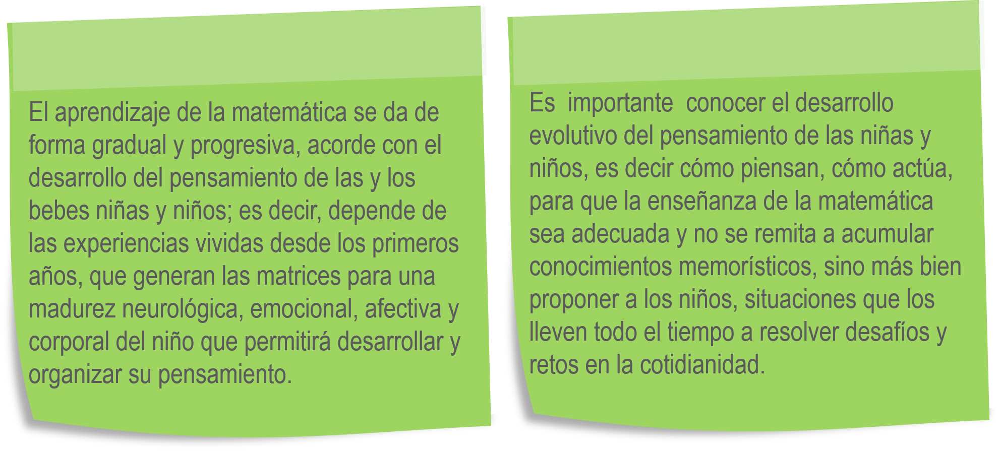 El aprendizaje de la matemática se da de
forma gradual y progresiva, acorde con el
desarrollo del pensamiento de las y los
bebes niñas y niños; es decir, depende de
las experiencias vividas desde los primeros
años, que generan las matrices para una
madurez neurológica, emocional, afectiva y
corporal del niño que permitirá desarrollar y
organizar su pensamiento.
Es  importante  conocer el desarrollo
evolutivo del pensamiento de las niñas y
niños, es decir cómo piensan, cómo actúa,
para que la enseñanza de la matemática
sea adecuada y no se remita a acumular
conocimientos memorísticos, sino más bien
proponer a los niños, situaciones que los
lleven todo el tiempo a resolver desafíos y
retos en la cotidianidad.